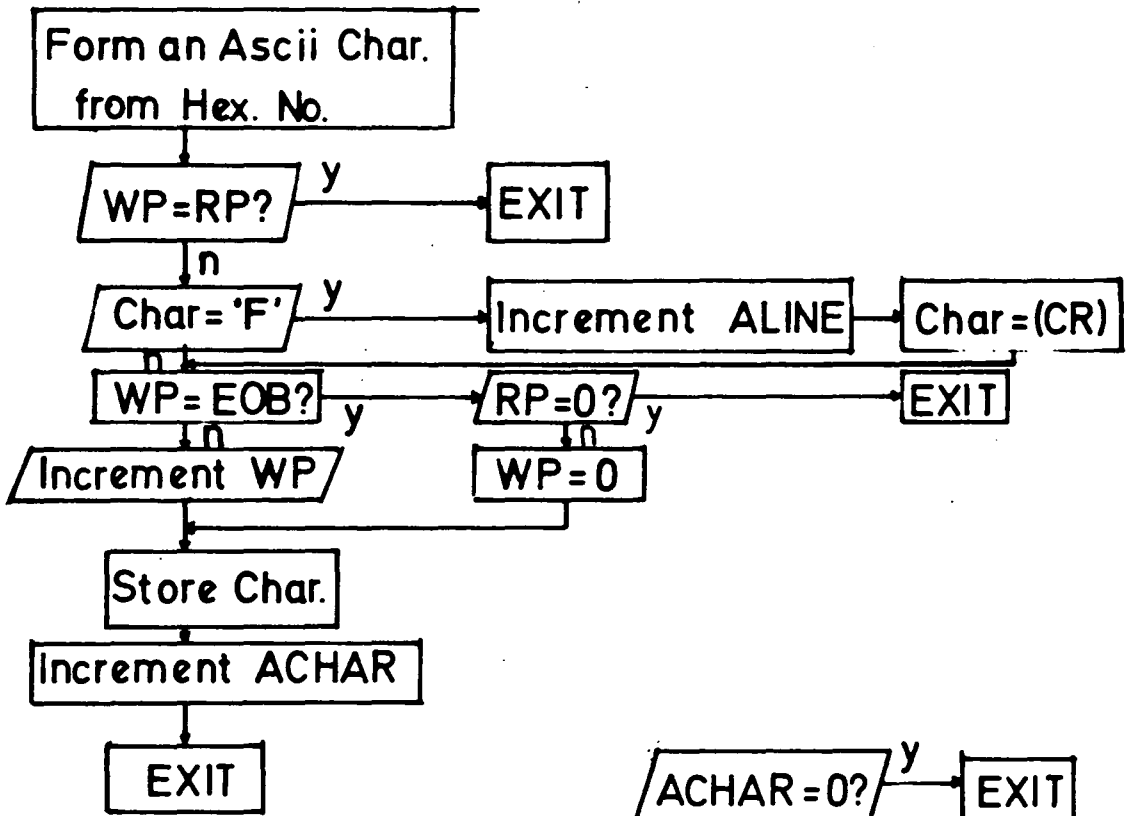 Form an Ascii Char.
from Hex. No.
WP=RP?
y
EXIT
n
Char='F'
y
Increment ALINE
Char=(CR)
n
WP=EOB?
y
RP=0?
y
EXIT
n
n
Increment WP
WP=0
Store Char.
Increment ACHAR
EXIT
ACHAR=0?
y
EXIT